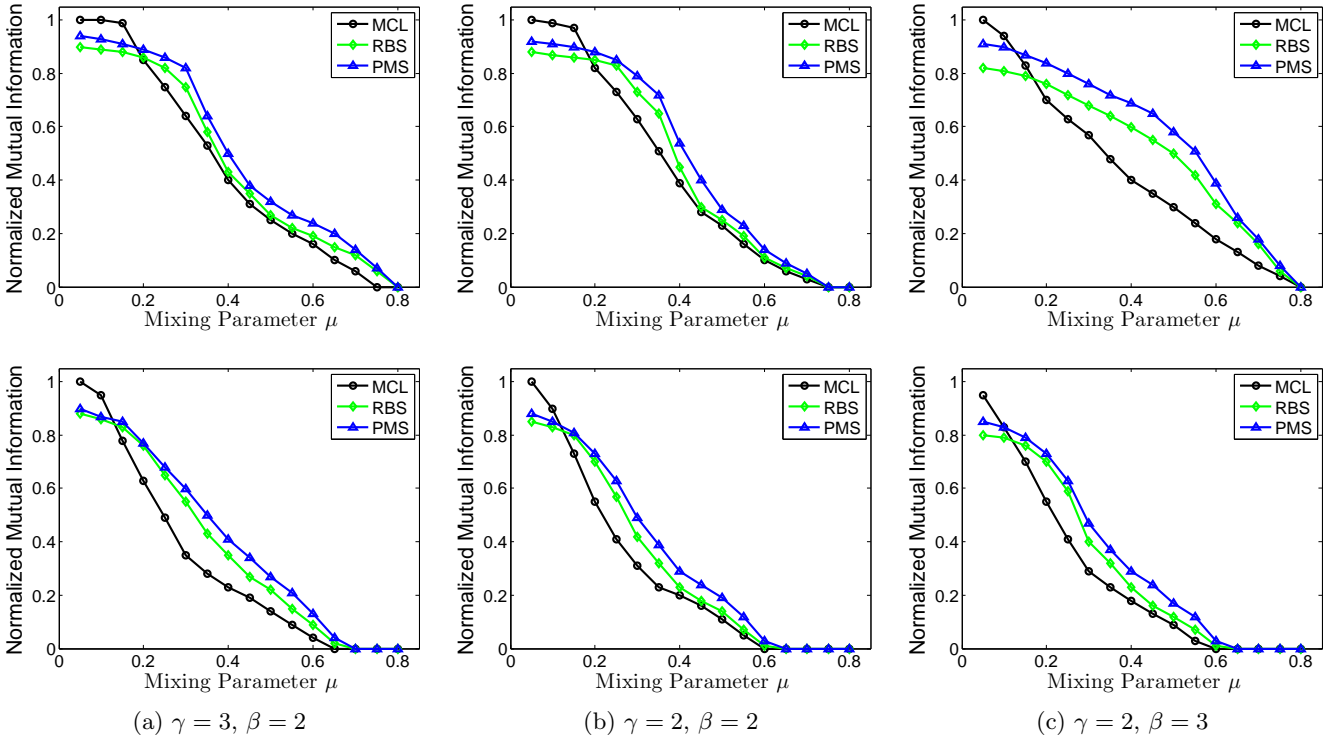 Normalized Mutual Information
1
0.8
0.6
0.4
0.2
0
0 0.2 0.4 0.6 0.8
Mixing Parameter μ
MCL
RBS
PMS
Normalized Mutual Information
1
0.8
0.6
0.4
0.2
0
0 0.2 0.4 0.6 0.8
Mixing Parameter μ
MCL
RBS
PMS
Normalized Mutual Information
1
0.8
0.6
0.4
0.2
0
0 0.2 0.4 0.6 0.8
Mixing Parameter μ
MCL
RBS
PMS
Normalized Mutual Information
1
0.8
0.6
0.4
0.2
0
0 0.2 0.4 0.6 0.8
Mixing Parameter μ
MCL
RBS
PMS
(a) γ = 3, β = 2
Normalized Mutual Information
1
0.8
0.6
0.4
0.2
0
0 0.2 0.4 0.6 0.8
Mixing Parameter μ
MCL
RBS
PMS
(b) γ = 2, β = 2
Normalized Mutual Information
1
0.8
0.6
0.4
0.2
0
0 0.2 0.4 0.6 0.8
Mixing Parameter μ
MCL
RBS
PMS
(c) γ = 2, β = 3